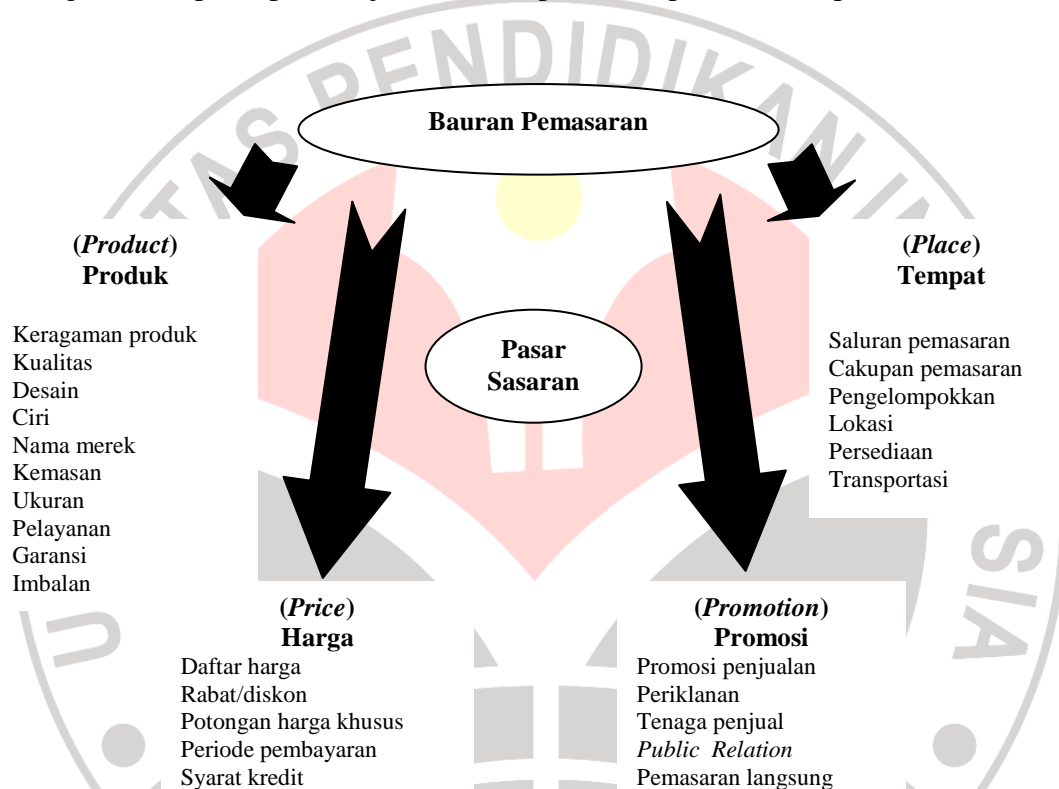 Bauran Pemasaran
(Product)
Produk
Keragaman produk
Kualitas
Desain
Ciri
Nama merek
Kemasan
Ukuran
Pelayanan
Garansi
Imbalan
(Place)
Tempat
Saluran pemasaran
Cakupan pemasaran
Pengelompokkan
Lokasi
Persediaan
Transportasi
Pasar
Sasaran
(Price)
Harga
Daftar harga
Rabat/diskon
Potongan harga khusus
Periode pembayaran
Syarat kredit
(Promotion)
Promosi
Promosi penjualan
Periklanan
Tenaga penjual
Public Relation
Pemasaran langsung